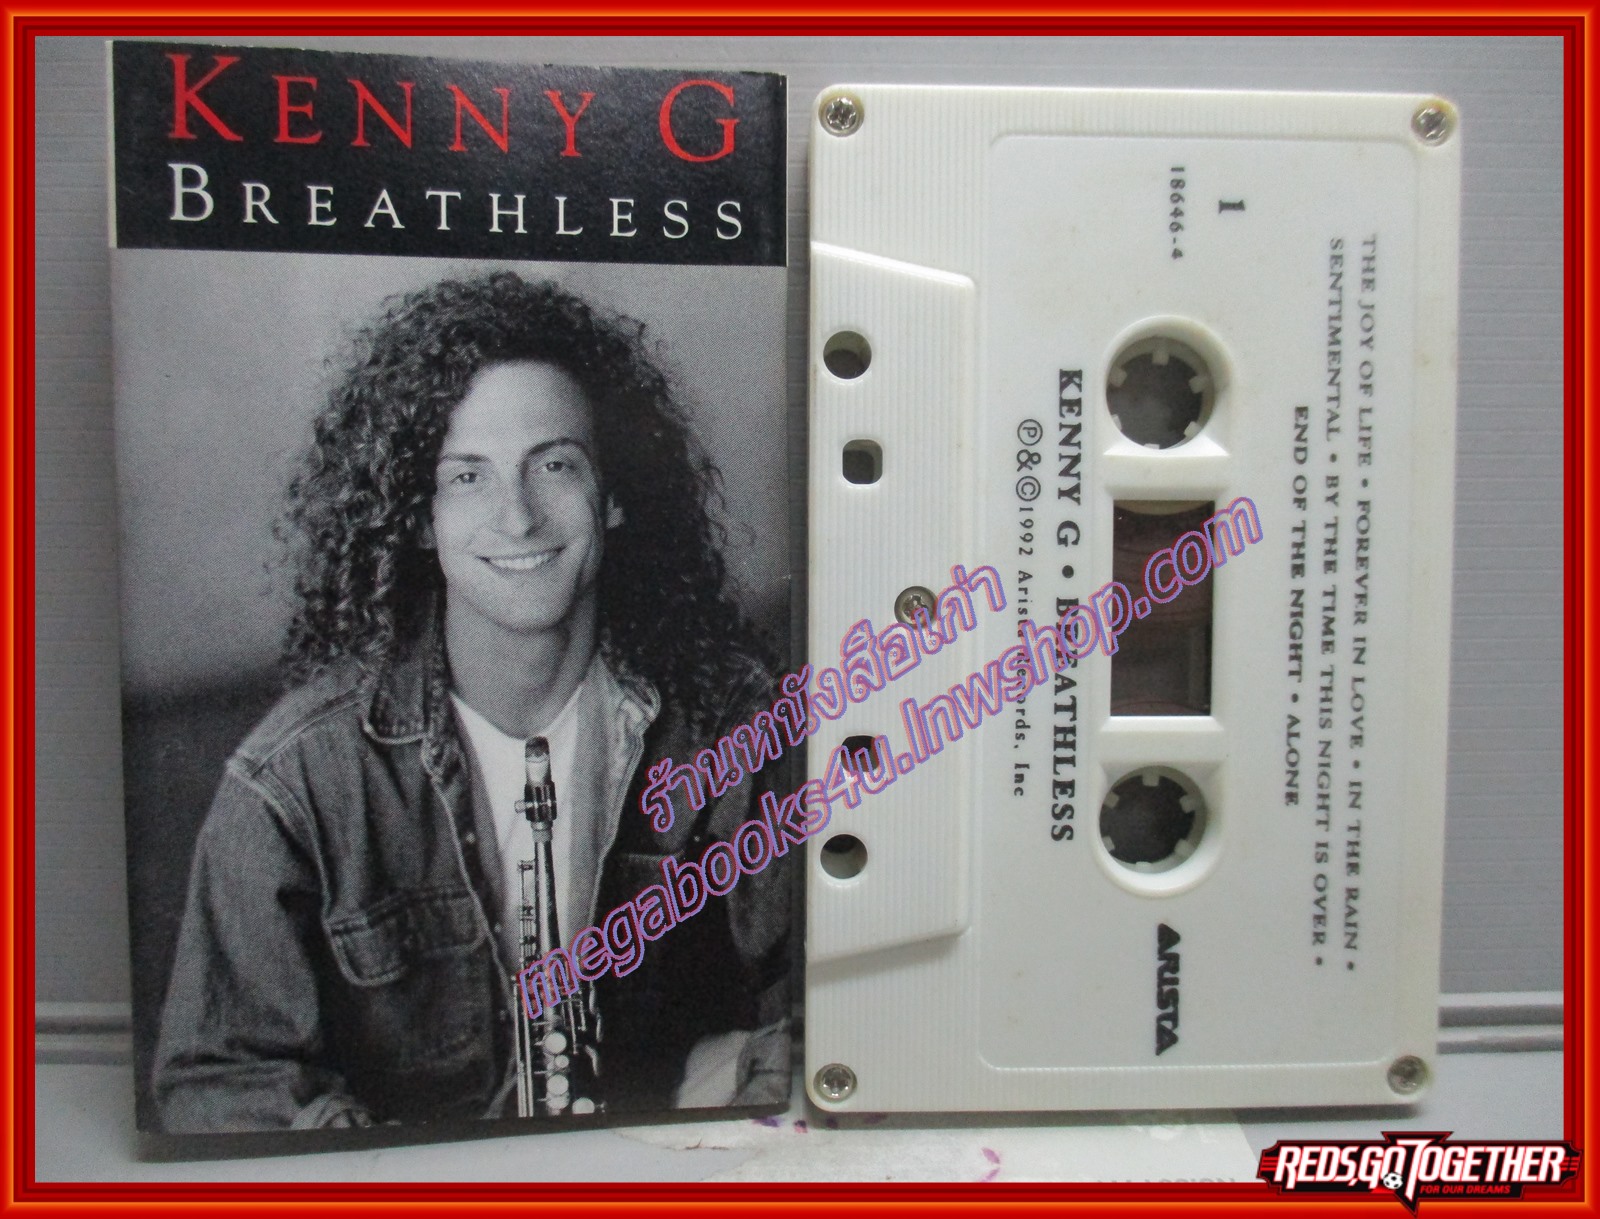 KENNY G
BREATHLESS
1
18646-4
THE JOY OF LIFE • FOREVER IN LOVE • IN THE RAIN •
SENTIMENTAL • BY THE TIME THIS NIGHT IS OVER •
END OF THE NIGHT • ALONE
ARISTA
KENNY G • BREATHLESS
℗&©1992 Arista Records, Inc
ร้านหนังสือเก่า
megabooks4u.lnwshop.com
REDS,GO TOGETHER
FOR OUR DREAMS